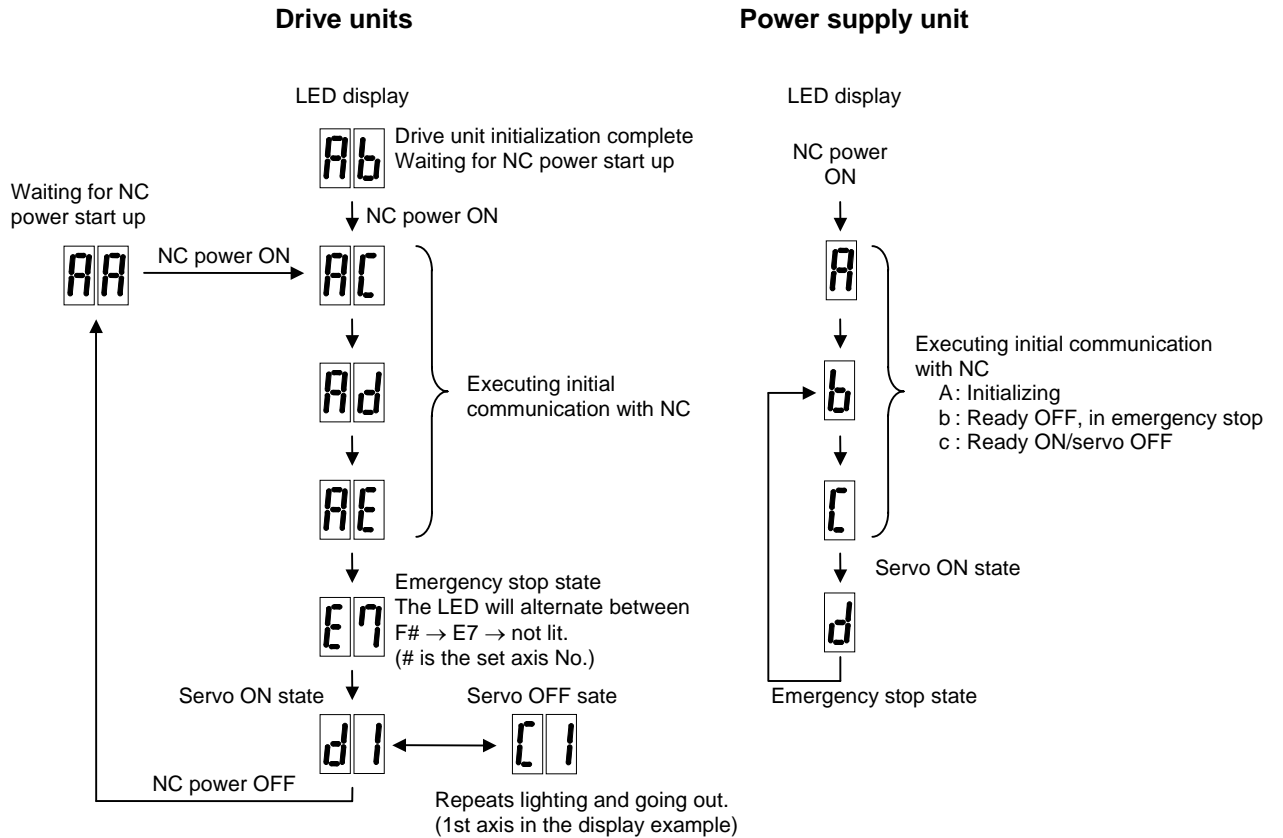 Drive units
LED display
Ab
Drive unit initialization complete
Waiting for NC power start up
NC power ON
Waiting for NC
power start up
AA
NC power ON
AC
Ad
AE
Executing initial
communication with NC
E7
Emergency stop state
The LED will alternate between
F# → E7 → not lit.
(# is the set axis No.)
Servo ON state
Servo OFF sate
d1
C1
NC power OFF
Repeats lighting and going out.
(1st axis in the display example)
Power supply unit
LED display
NC power
ON
A
b
C
Executing initial communication
with NC
A: Initializing
b : Ready OFF, in emergency stop
c : Ready ON/servo OFF
Servo ON state
d
Emergency stop state